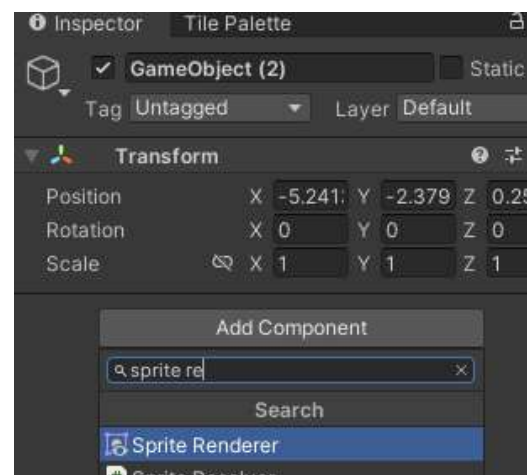 Inspector Tile Palette
GameObject (2) Static
Tag Untagged Layer Default
Transform
Position X -5.241 Y -2.379 Z 0.25
Rotation X 0 Y 0 Z 0
Scale X 1 Y 1 Z 1
Add Component
sprite re
Search
Sprite Renderer